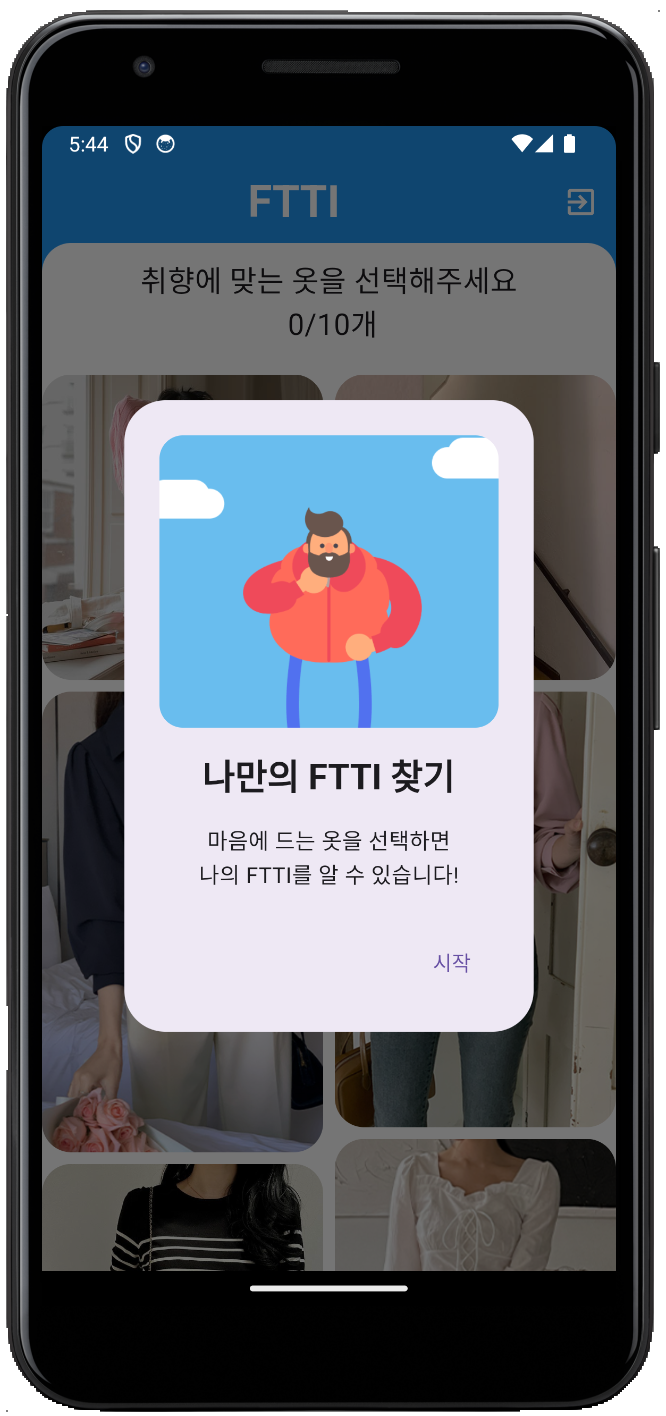 5:44
FTTI
취향에 맞는 옷을 선택해주세요
0/10개
나만의 FTTI 찾기
마음에 드는 옷을 선택하면
나의 FTTI를 알 수 있습니다!
시작